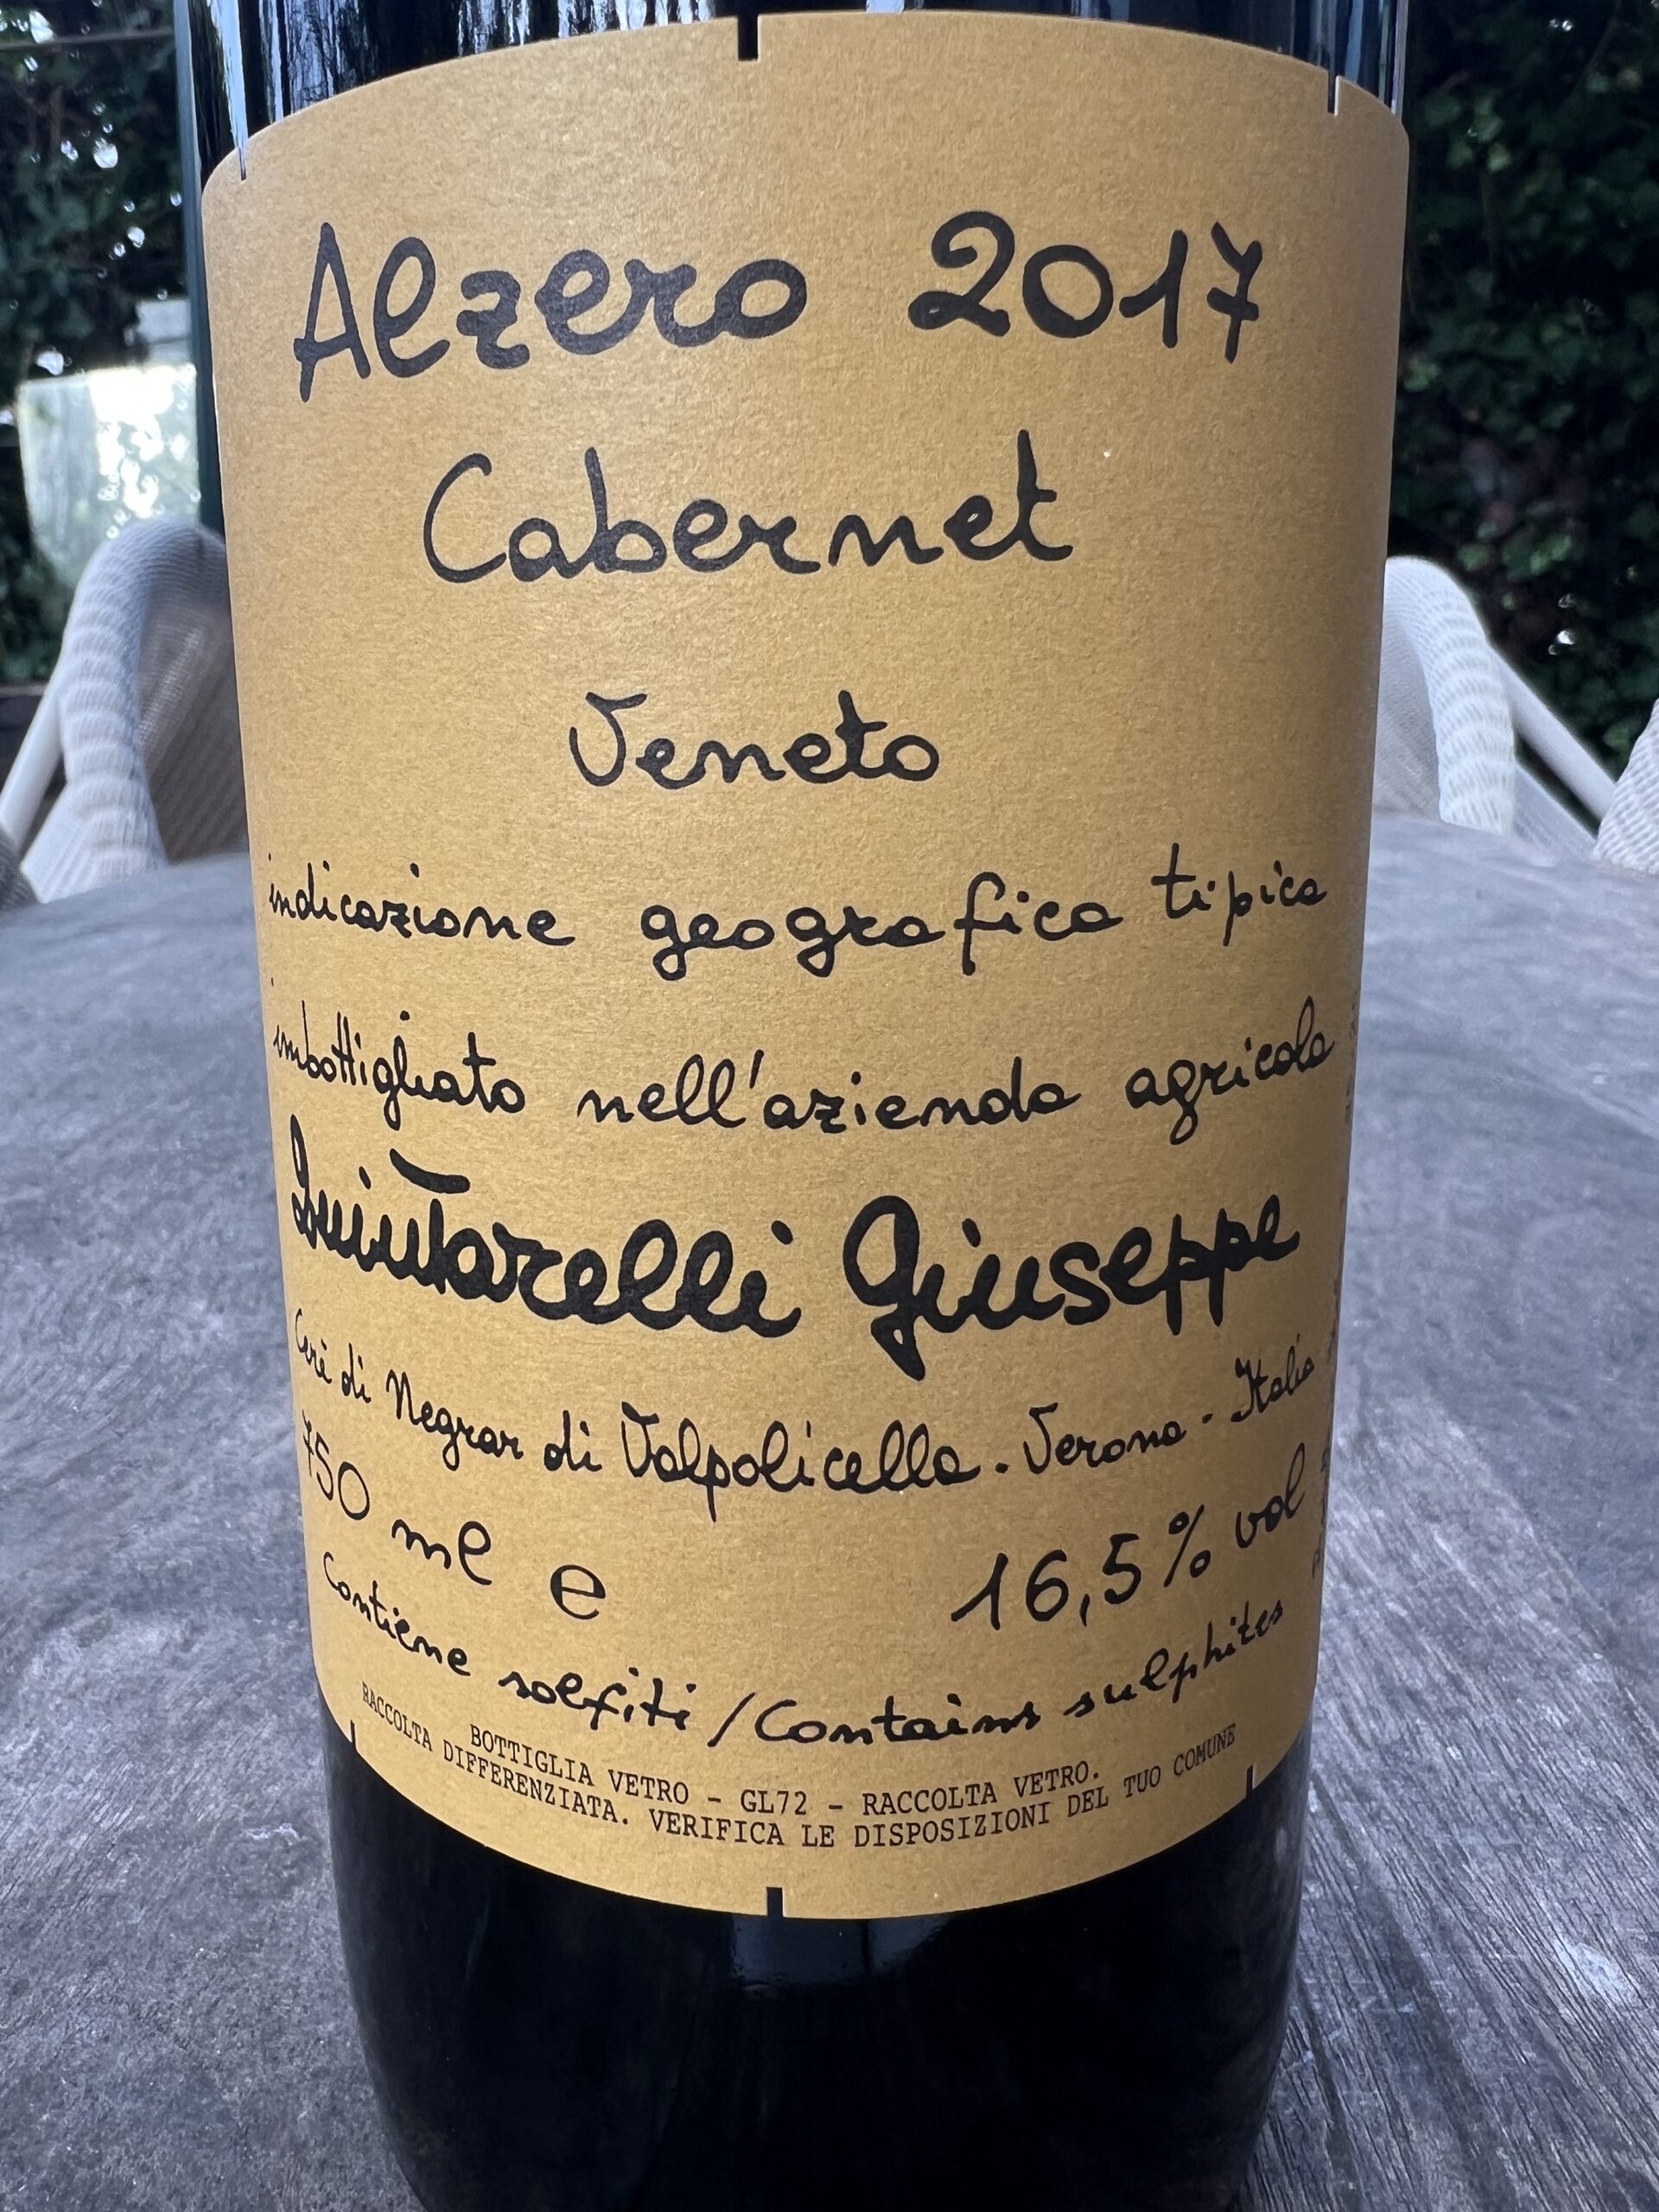 Alzero 2017
Cabernet
Veneto
indicazione geografica tipica
imbottigliato nell'azienda agricola
Quintarelli Giuseppe
Cerè di Negrar di Valpolicella - Verona - Italia
750 ml e 16,5% vol
Contiene solfiti / Contains sulphites
BOTTIGLIA VETRO - GL72 - RACCOLTA VETRO.
RACCOLTA DIFFERENZIATA. VERIFICA LE DISPOSIZIONI DEL TUO COMUNE